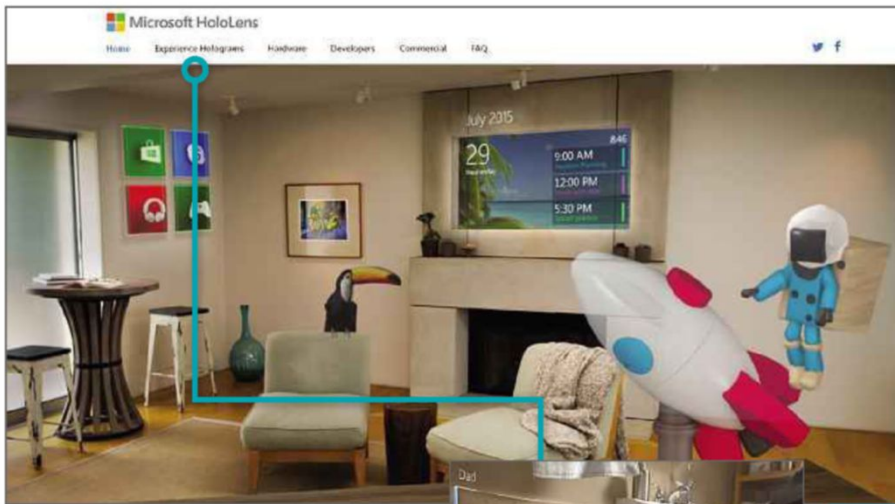 Microsoft HoloLens
Home Experience Holograms Hardware Developers Commercial FAQ
July 2015
29
846
9:00 AM
12:00 PM
5:30 PM
Dad